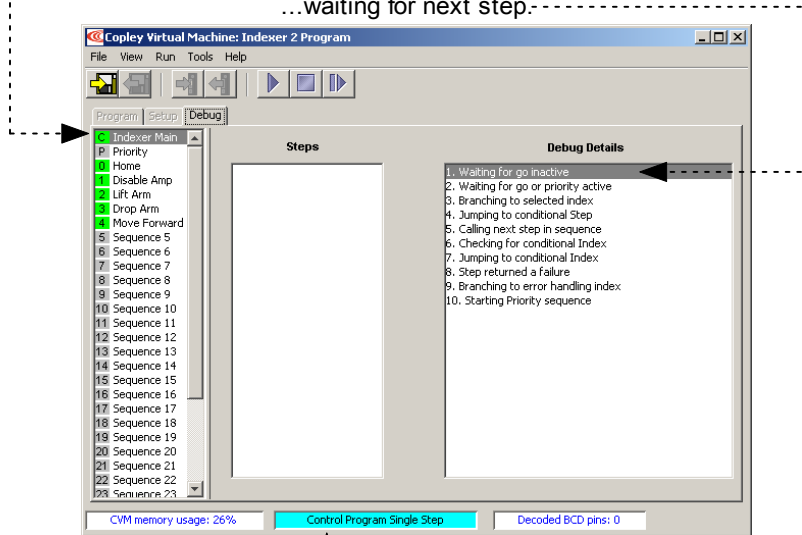 ...waiting for next step.
Copley Virtual Machine: Indexer 2 Program
File View Run Tools Help
Program Setup Debug
C Indexer Main
P Priority
0 Home
1 Disable Amp
2 Lift Arm
3 Drop Arm
4 Move Forward
5 Sequence 5
6 Sequence 6
7 Sequence 7
8 Sequence 8
9 Sequence 9
10 Sequence 10
11 Sequence 11
12 Sequence 12
13 Sequence 13
14 Sequence 14
15 Sequence 15
16 Sequence 16
17 Sequence 17
18 Sequence 18
19 Sequence 19
20 Sequence 20
21 Sequence 21
22 Sequence 22
23 Sequence 23
Steps
Debug Details
1. Waiting for go inactive
2. Waiting for go or priority active
3. Branching to selected index
4. Jumping to conditional Step
5. Calling next step in sequence
6. Checking for conditional Index
7. Jumping to conditional Index
8. Step returned a failure
9. Branching to error handling index
10. Starting Priority sequence
CVM memory usage: 26%
Control Program Single Step
Decoded BCD pins: 0